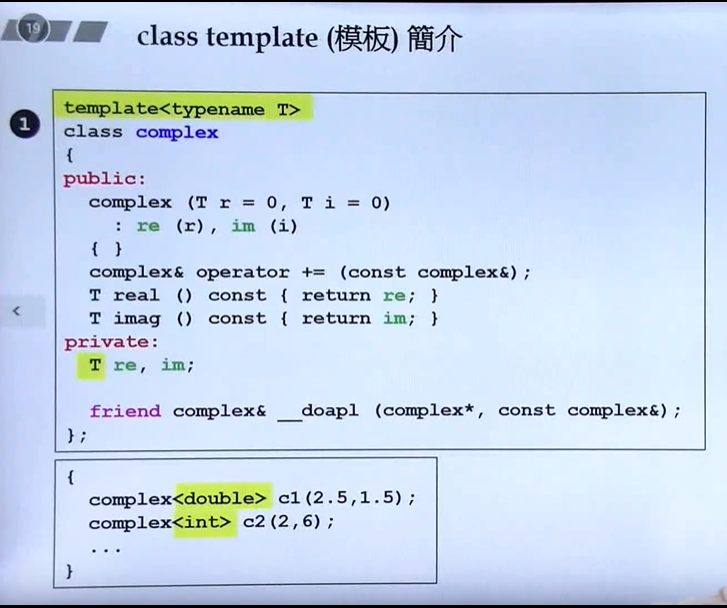 19
class template (模板) 簡介
1
template<typename T>
class complex
{
public:
complex (T r = 0, T i = 0)
: re (r), im (i)
{ }
complex& operator += (const complex&);
T real () const { return re; }
T imag () const { return im; }
private:
T re, im;
friend complex& __doapl (complex*, const complex&);
};
{
complex<double> c1(2.5,1.5);
complex<int> c2(2,6);
...
}